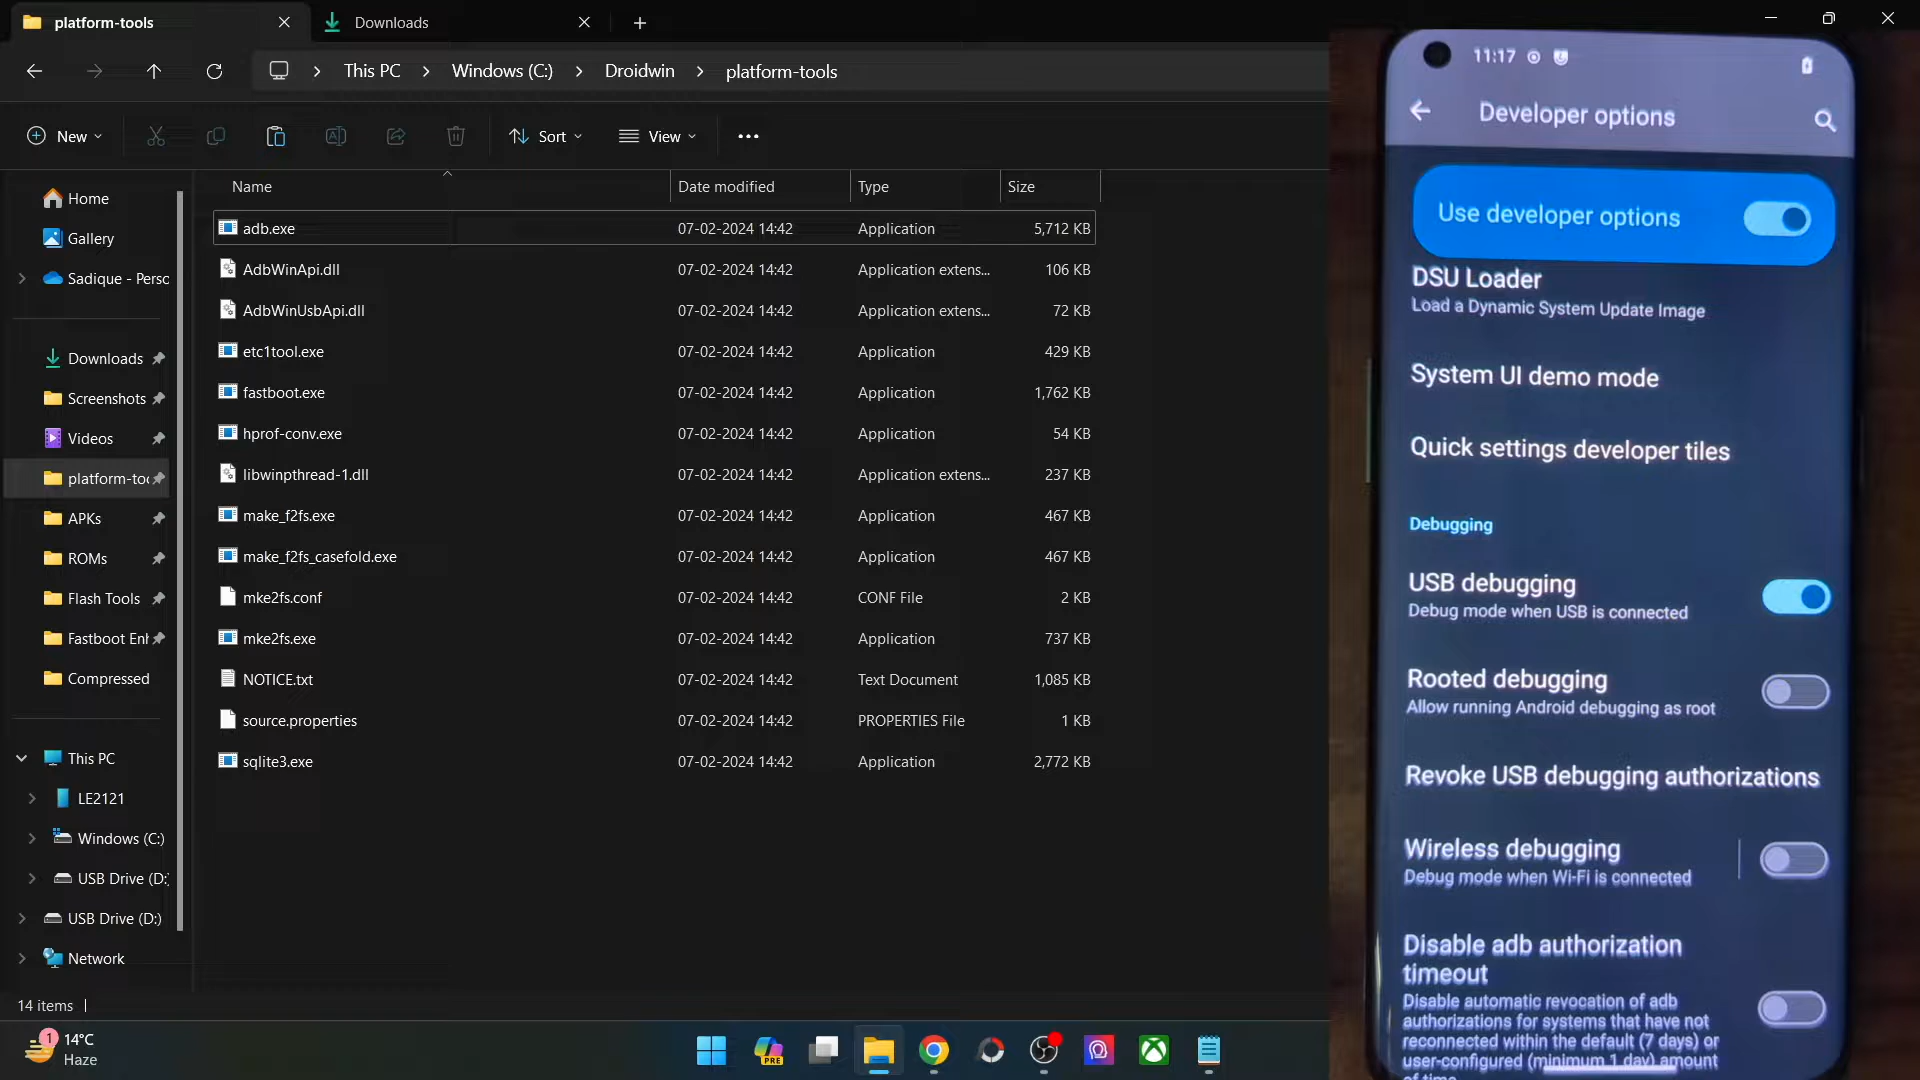 platform-tools
Downloads
This PC
Windows (C:)
Droidwin
platform-tools
New
Sort
View
Home
Gallery
Sadique - Persc
Downloads
Screenshots
Videos
platform-too
APKs
ROMs
Flash Tools
Fastboot Enh
Compressed
This PC
LE2121
Windows (C:)
USB Drive (D:)
USB Drive (D:)
Network
Name Date modified Type Size
adb.exe 07-02-2024 14:42 Application 5,712 KB
AdbWinApi.dll 07-02-2024 14:42 Application extens... 106 KB
AdbWinUsbApi.dll 07-02-2024 14:42 Application extens... 72 KB
etc1tool.exe 07-02-2024 14:42 Application 429 KB
fastboot.exe 07-02-2024 14:42 Application 1,762 KB
hprof-conv.exe 07-02-2024 14:42 Application 54 KB
libwinpthread-1.dll 07-02-2024 14:42 Application extens... 237 KB
make_f2fs.exe 07-02-2024 14:42 Application 467 KB
make_f2fs_casefold.exe 07-02-2024 14:42 Application 467 KB
mke2fs.conf 07-02-2024 14:42 CONF File 2 KB
mke2fs.exe 07-02-2024 14:42 Application 737 KB
NOTICE.txt 07-02-2024 14:42 Text Document 1,085 KB
source.properties 07-02-2024 14:42 PROPERTIES File 1 KB
sqlite3.exe 07-02-2024 14:42 Application 2,772 KB
14 items
1
14°C
Haze
PRE
11:17
Developer options
Use developer options
DSU Loader
Load a Dynamic System Update Image
System UI demo mode
Quick settings developer tiles
Debugging
USB debugging
Debug mode when USB is connected
Rooted debugging
Allow running Android debugging as root
Revoke USB debugging authorizations
Wireless debugging
Debug mode when Wi-Fi is connected
Disable adb authorization
timeout
Disable automatic revocation of adb
authorizations for systems that have not
reconnected within the default (7 days) or
user-configured (minimum 1 day) amount
of time.